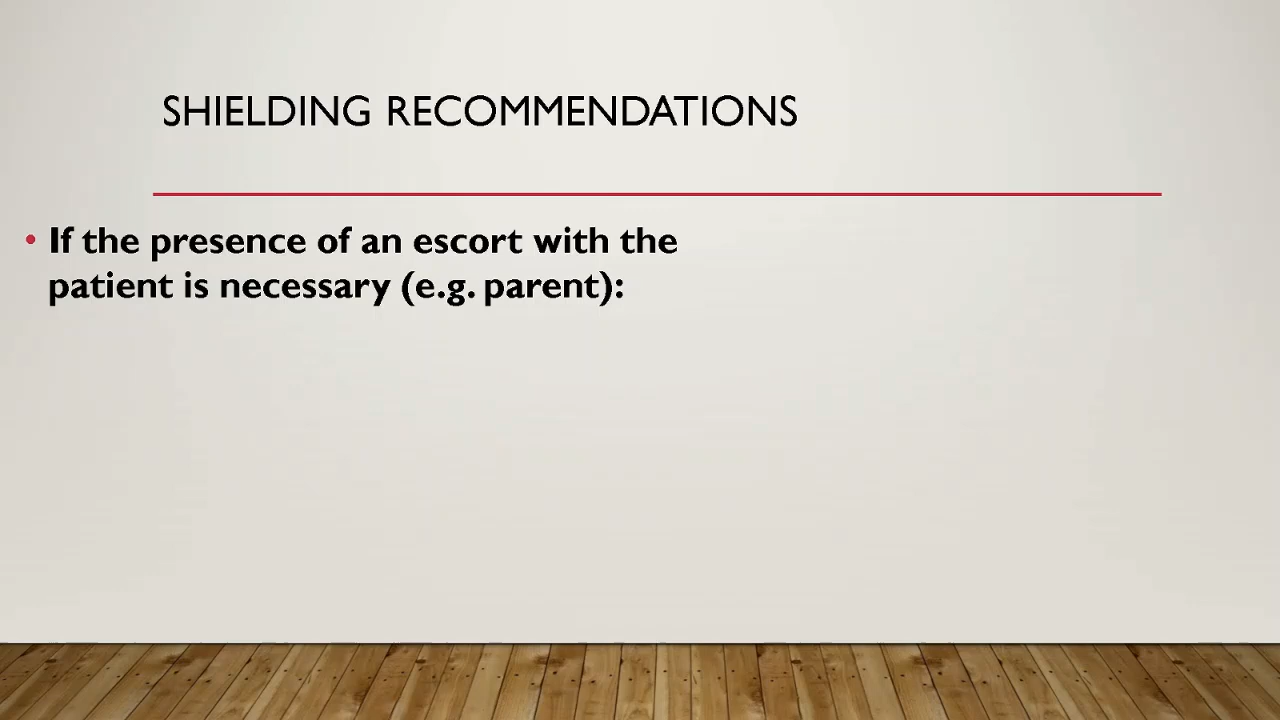 SHIELDING RECOMMENDATIONS
• If the presence of an escort with the
patient is necessary (e.g. parent):